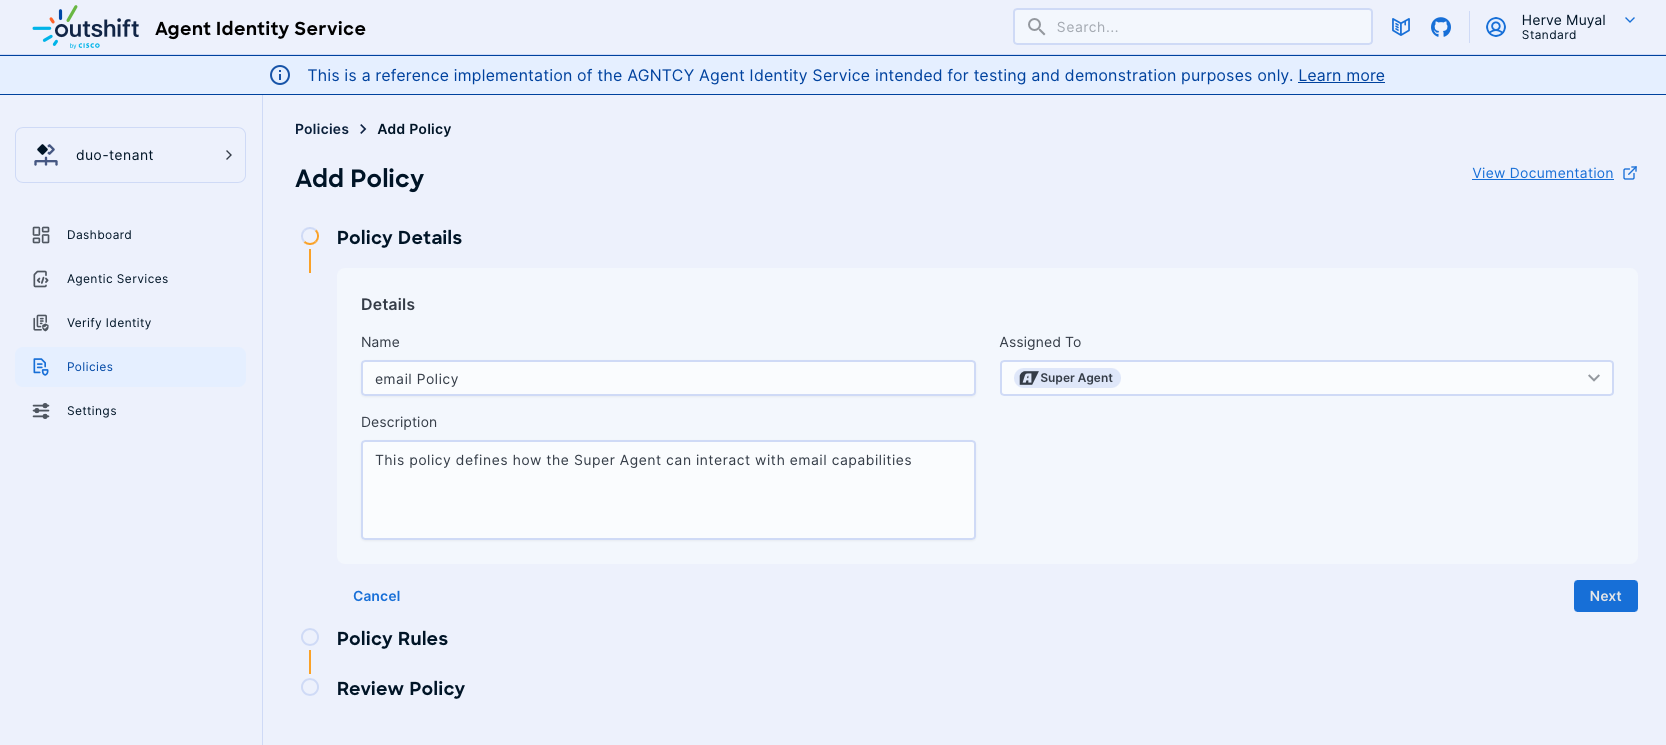 outshift
by CISCO
Agent Identity Service
Search...
Herve Muyal
Standard
This is a reference implementation of the AGNTCY Agent Identity Service intended for testing and demonstration purposes only. Learn more
duo-tenant
Dashboard
Agentic Services
Verify Identity
Policies
Settings
Policies > Add Policy
Add Policy
View Documentation
Policy Details
Details
Name
email Policy
Assigned To
Super Agent
Description
This policy defines how the Super Agent can interact with email capabilities
Cancel
Next
Policy Rules
Review Policy